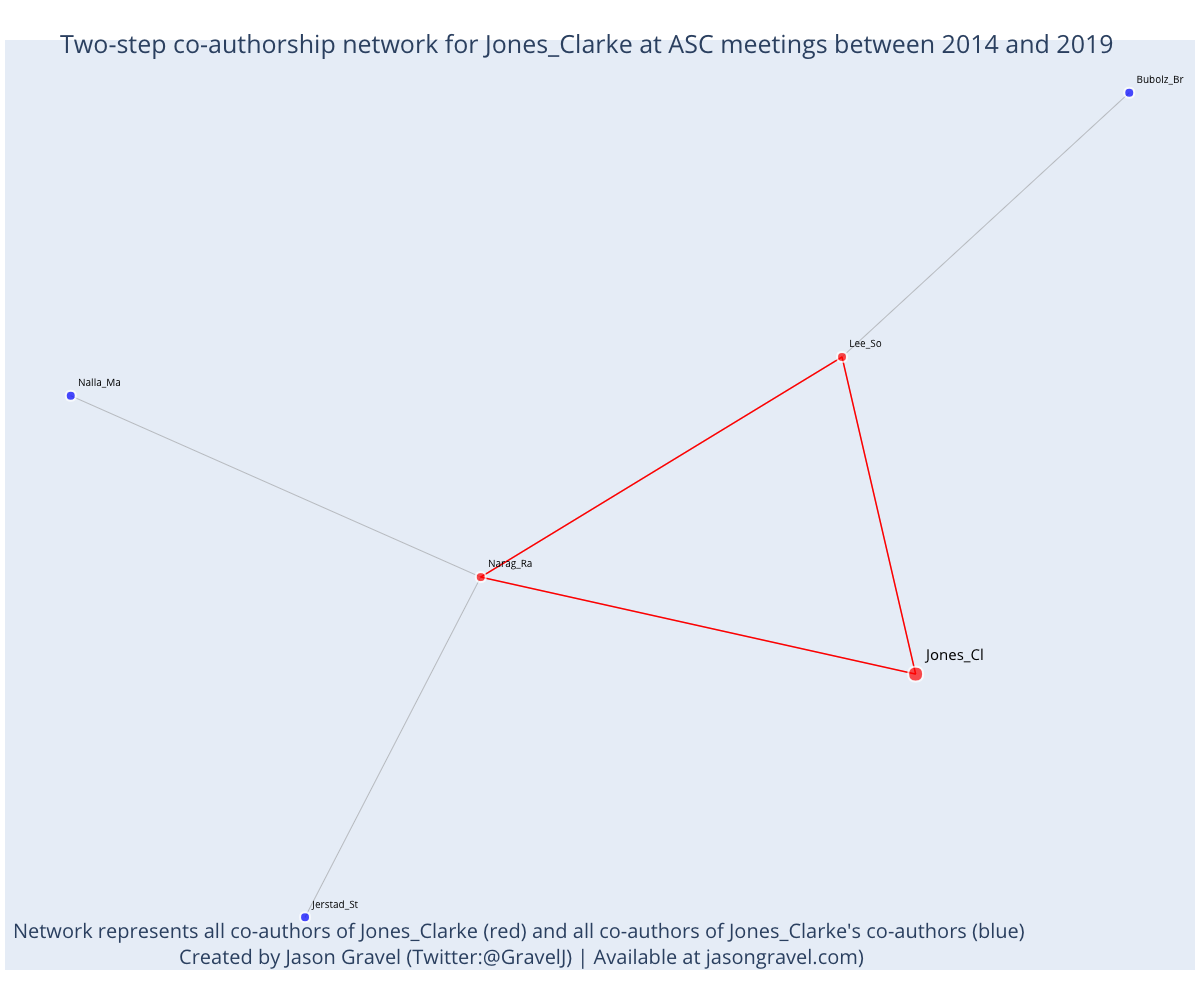 Two-step co-authorship network for Jones_Clarke at ASC meetings between 2014 and 2019
Bubolz_Br
Lee_So
Nalla_Ma
Narag_Ra
Jones_Cl
Jerstad_St
Network represents all co-authors of Jones_Clarke (red) and all co-authors of Jones_Clarke's co-authors (blue)
Created by Jason Gravel (Twitter:@GravelJ) | Available at jasongravel.com)